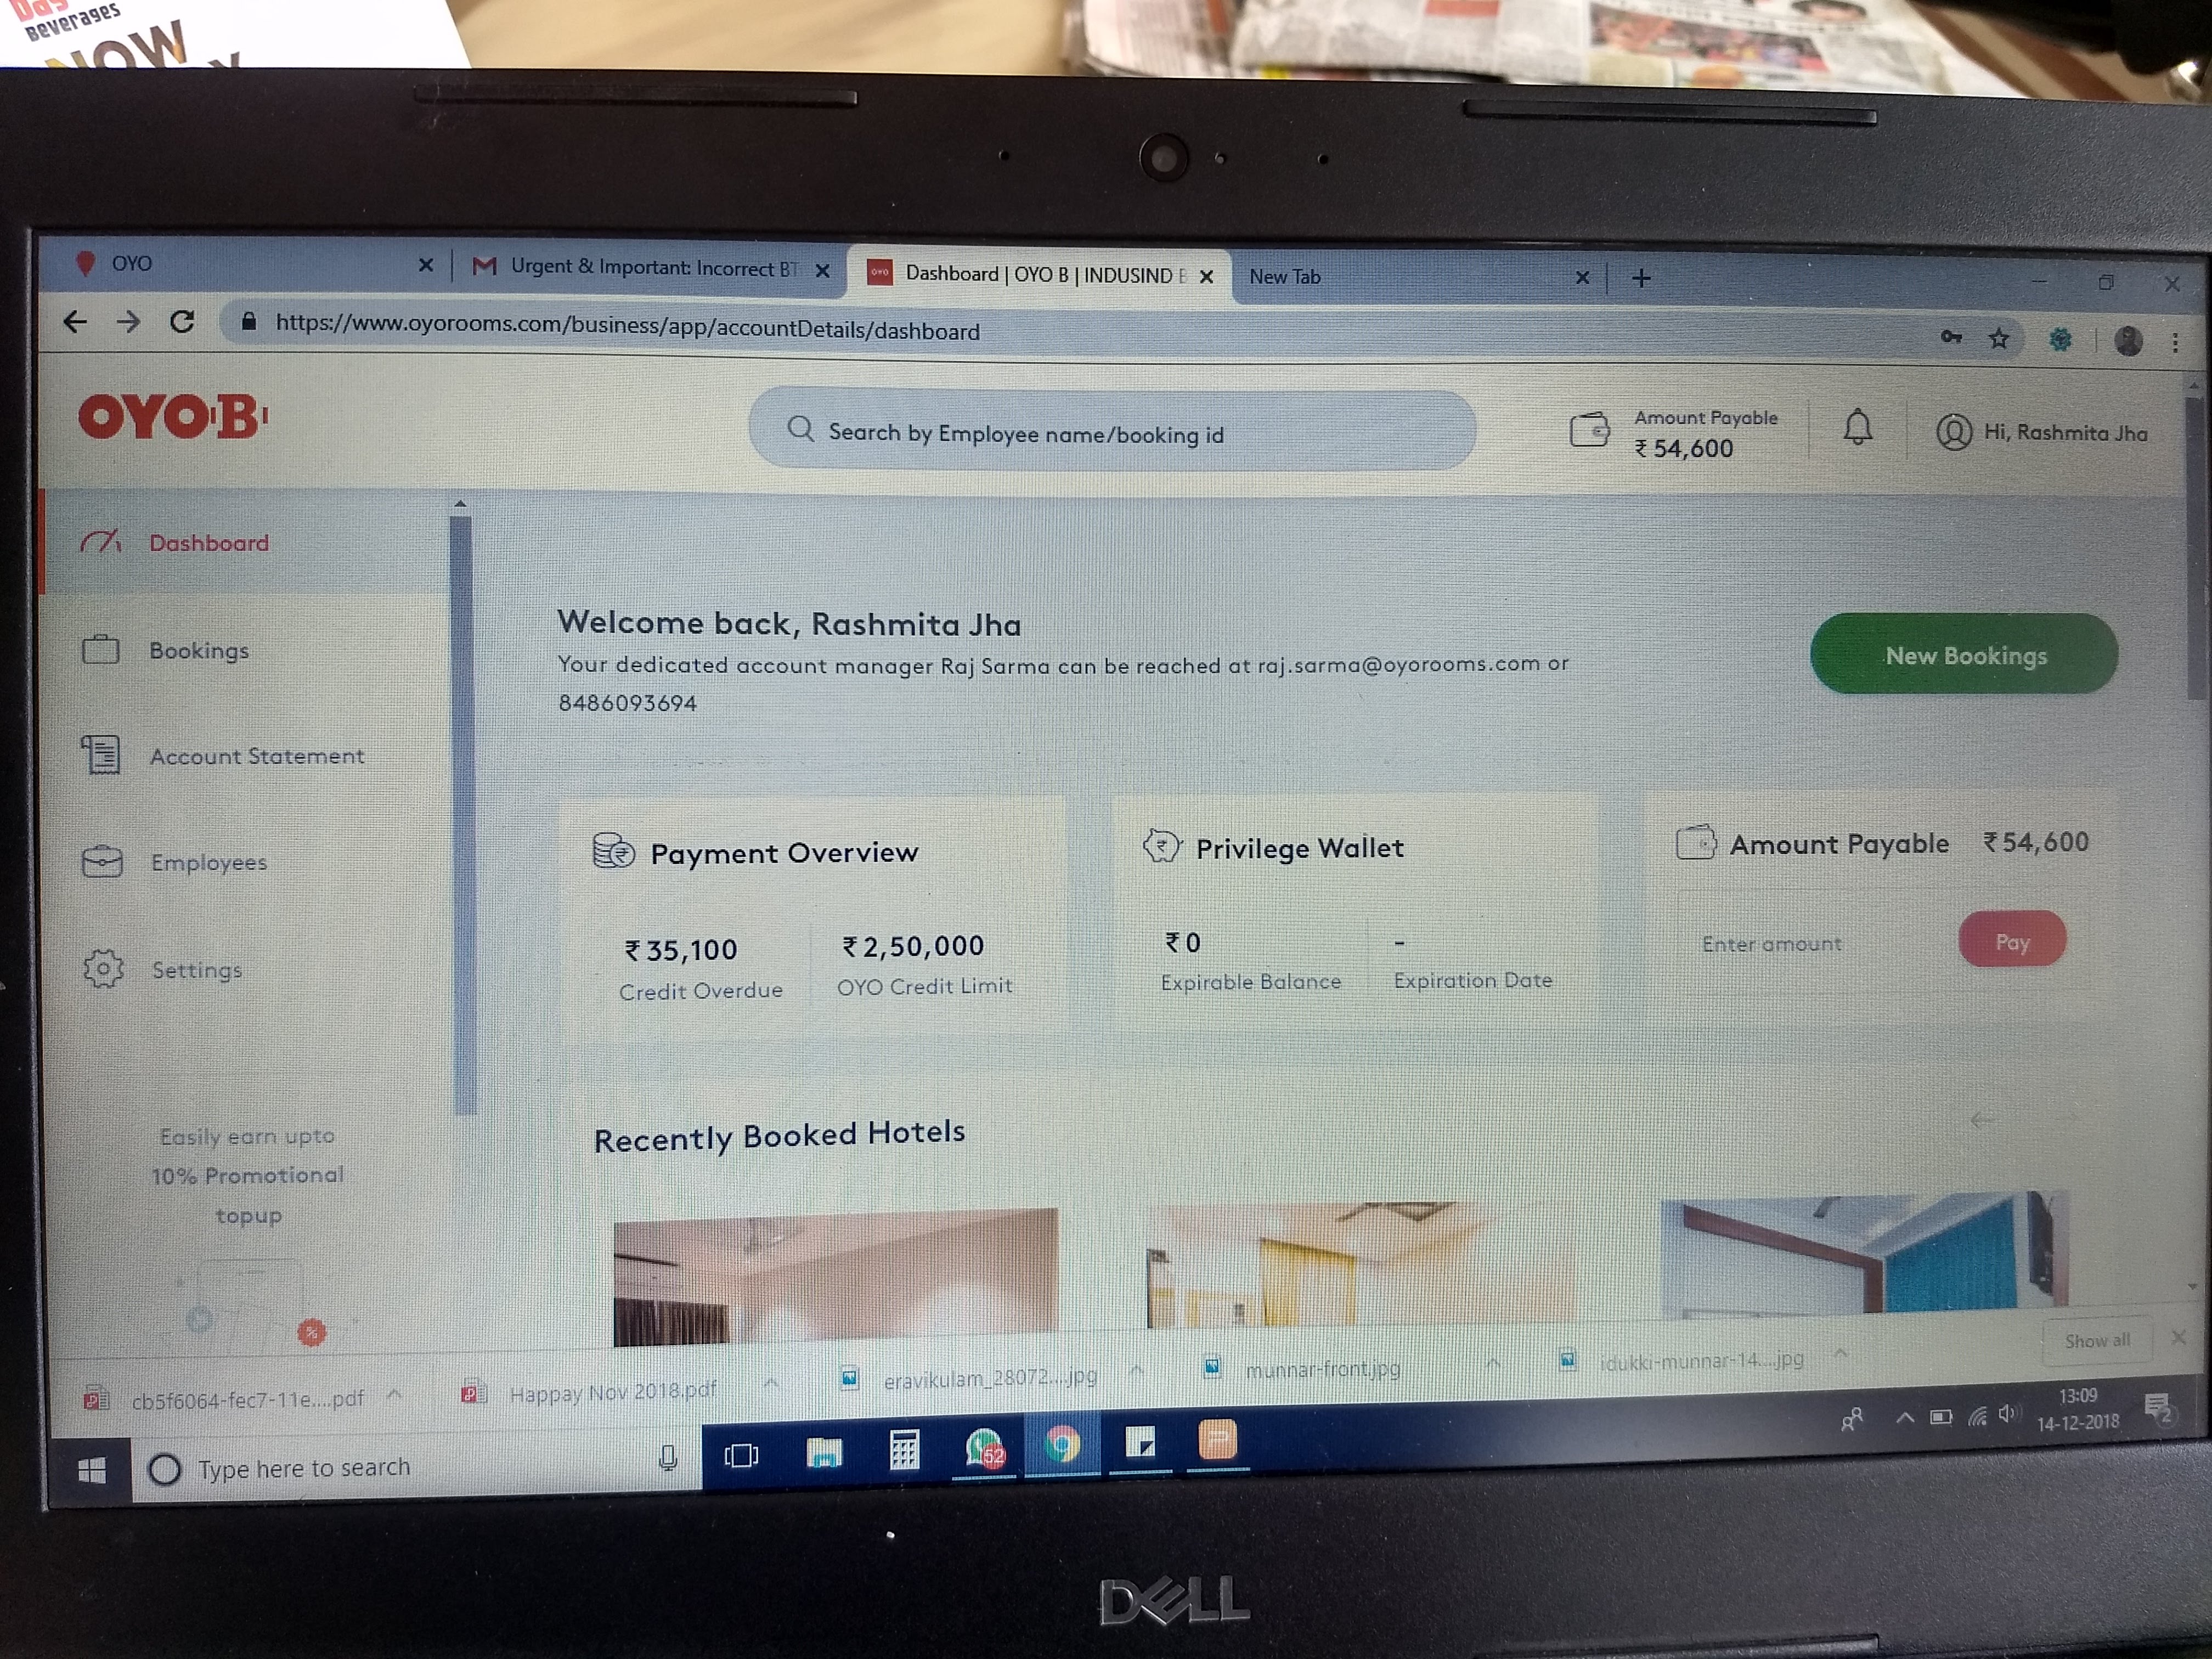 Beverages
NOW
OYO
Urgent & Important: Incorrect BT
Dashboard | OYO B | INDUSIND B
New Tab
https://www.oyorooms.com/business/app/accountDetails/dashboard
OYO B
Search by Employee name/booking id
Amount Payable
₹ 54,600
Hi, Rashmita Jha
Dashboard
Bookings
Account Statement
Employees
Settings
Easily earn upto
10% Promotional
topup
%
Welcome back, Rashmita Jha
Your dedicated account manager Raj Sarma can be reached at raj.sarma@oyorooms.com or
8486093694
New Bookings
Payment Overview
₹ 35,100
Credit Overdue
₹ 2,50,000
OYO Credit Limit
Privilege Wallet
₹ 0
Expirable Balance
-
Expiration Date
Amount Payable ₹ 54,600
Enter amount
Pay
Recently Booked Hotels
cb5f6064-fec7-11e....pdf
Happay Nov 2018.pdf
eravikulam_28072....jpg
munnar-front.jpg
idukki-munnar-14....jpg
Show all
Type here to search
52
13:09
14-12-2018
2
DELL